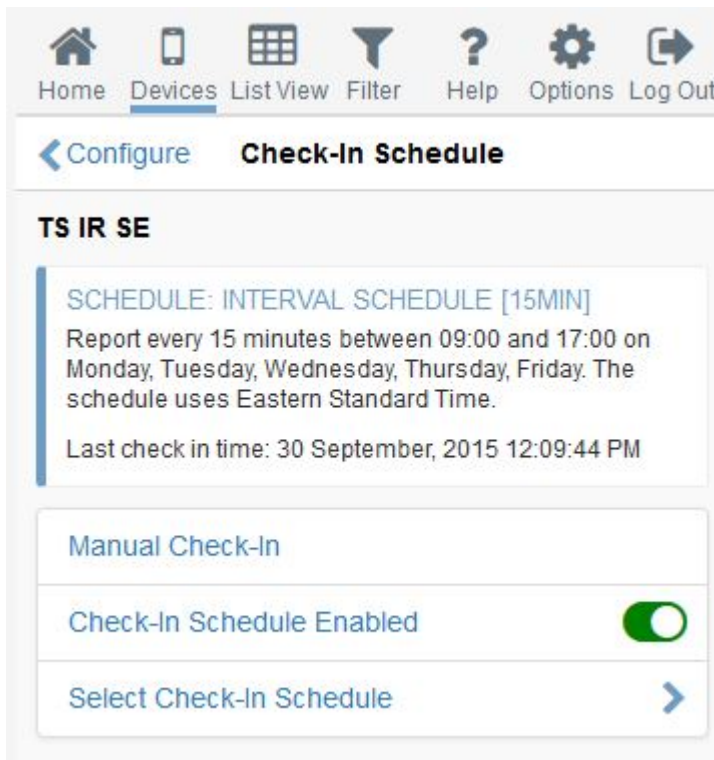 Home Devices List View Filter Help Options Log Out
Configure Check-In Schedule
TS IR SE
SCHEDULE: INTERVAL SCHEDULE [15MIN]
Report every 15 minutes between 09:00 and 17:00 on
Monday, Tuesday, Wednesday, Thursday, Friday. The
schedule uses Eastern Standard Time.
Last check in time: 30 September, 2015 12:09:44 PM
Manual Check-In
Check-In Schedule Enabled
Select Check-In Schedule